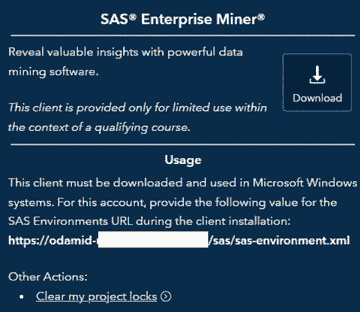 SAS® Enterprise Miner®
Reveal valuable insights with powerful data
mining software.
Download
This client is provided only for limited use within
the context of a qualifying course.
Usage
This client must be downloaded and used in Microsoft Windows
systems. For this account, provide the following value for the
SAS Environments URL during the client installation:
https://odamid- /sas/sas-environment.xml
Other Actions:
• Clear my project locks